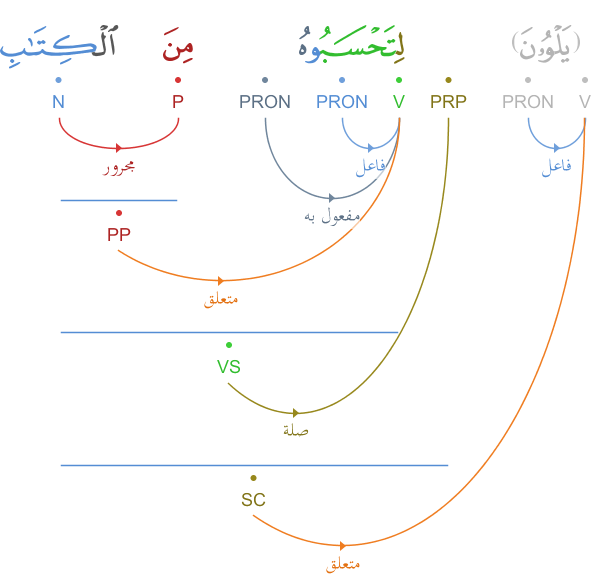 (يَلْوُۥنَ) لِتَحْسَبُوهُ مِنَ ٱلْكِتَٰبِ
N P PRON PRON V PRP PRON V
مجرور فاعل فاعل
مفعول به
PP
متعلق
VS
صلة
SC
متعلق